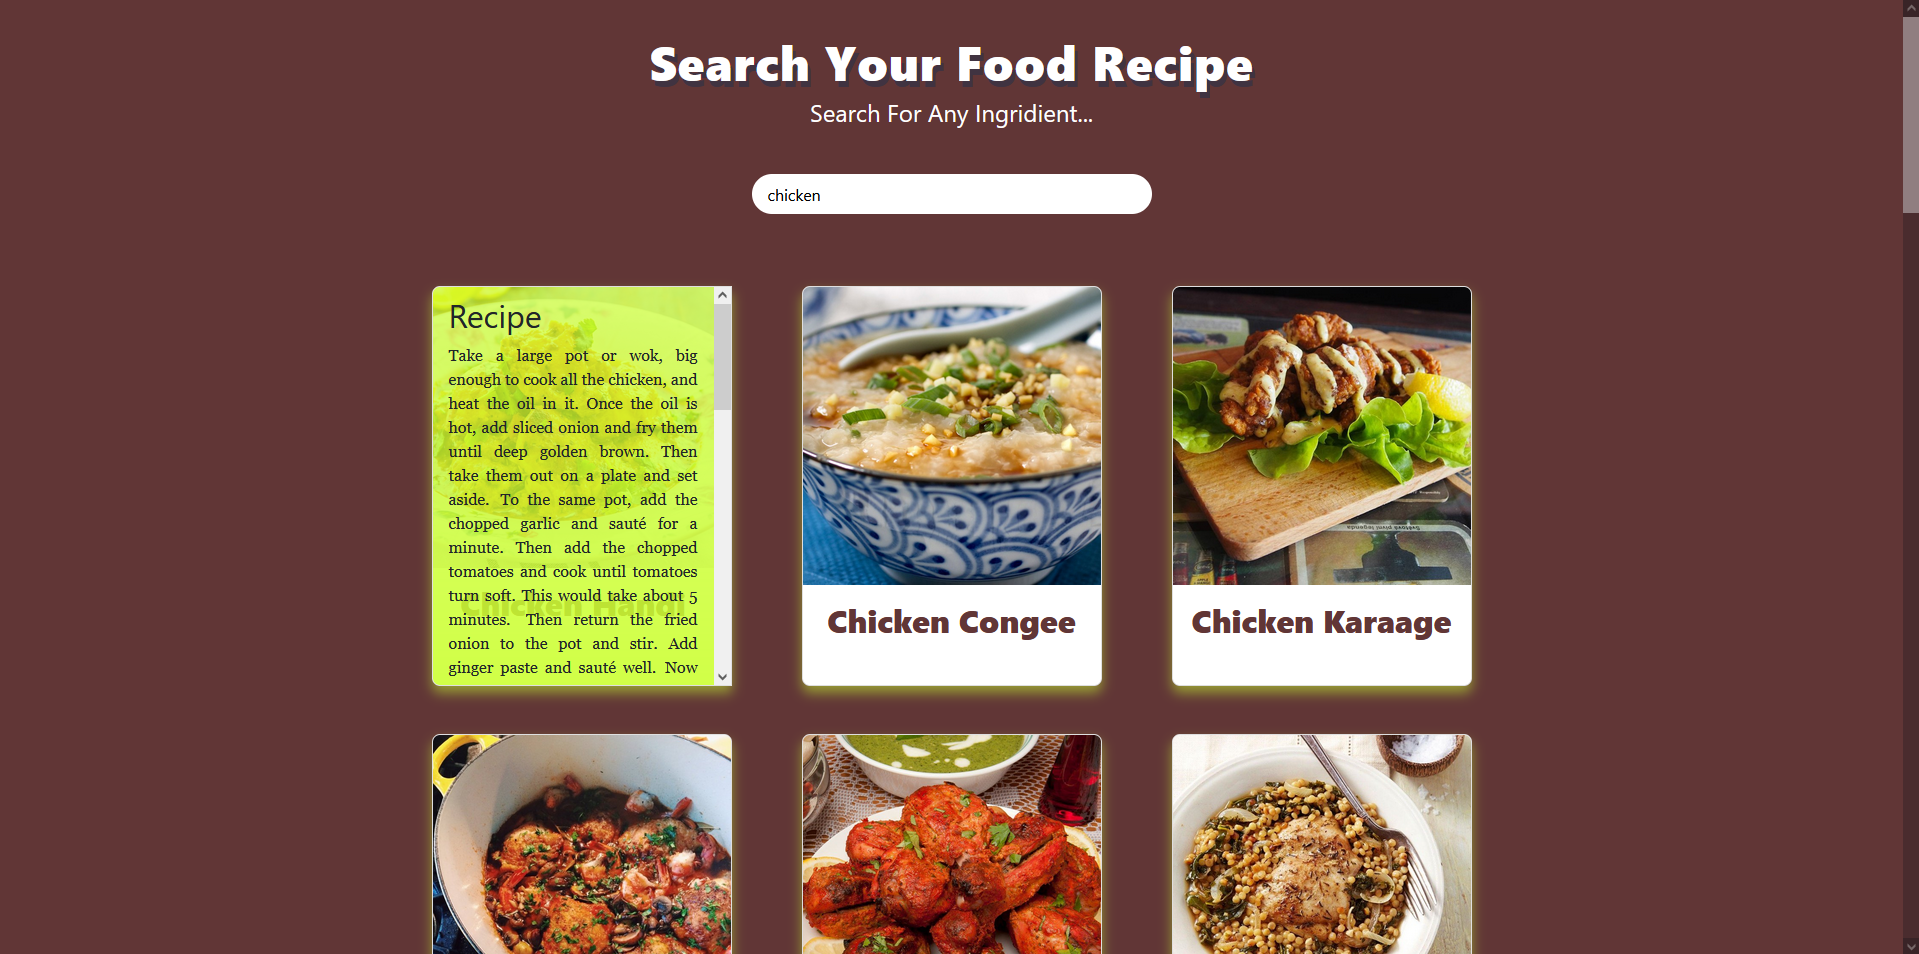 Search Your Food Recipe
Search For Any Ingridient...
chicken
Recipe
Take a large pot or wok, big
enough to cook all the chicken, and
heat the oil in it. Once the oil is
hot, add sliced onion and fry them
until deep golden brown. Then
take them out on a plate and set
aside. To the same pot, add the
chopped garlic and sauté for a
minute. Then add the chopped
tomatoes and cook until tomatoes
turn soft. This would take about 5
minutes. Then return the fried
onion to the pot and stir. Add
ginger paste and sauté well. Now
Chicken Handi
Chicken Congee
Chicken Karaage